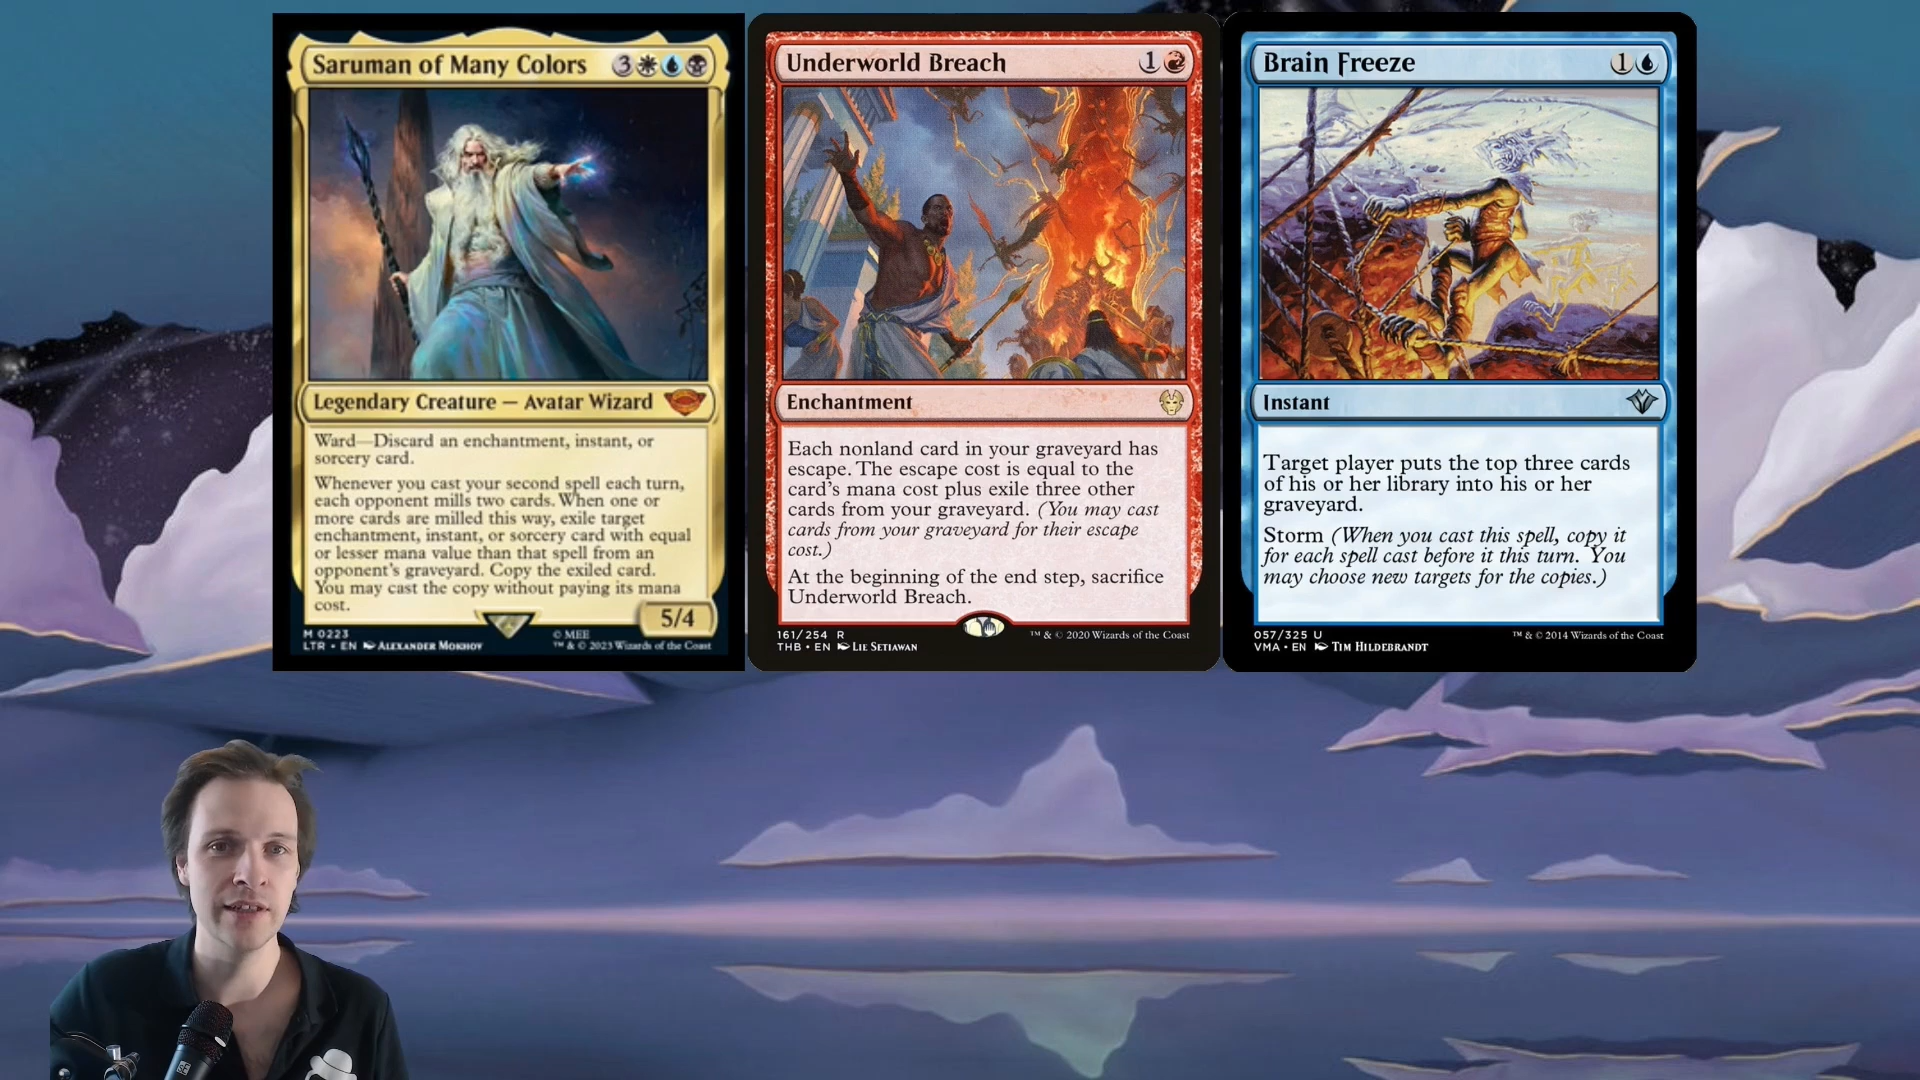 Saruman of Many Colors 3
Legendary Creature — Avatar Wizard
Ward—Discard an enchantment, instant, or
sorcery card.
Whenever you cast your second spell each turn,
each opponent mills two cards. When one or
more cards are milled this way, exile target
enchantment, instant, or sorcery card with equal
or lesser mana value than that spell from an
opponent's graveyard. Copy the exiled card.
You may cast the copy without paying its mana
cost.
5/4
M 0223
LTR • EN Alexander Mokhov
© MEE
™ & © 2023 Wizards of the Coast
Underworld Breach 1
Enchantment
Each nonland card in your graveyard has
escape. The escape cost is equal to the
card's mana cost plus exile three other
cards from your graveyard. (You may cast
cards from your graveyard for their escape
cost.)
At the beginning of the end step, sacrifice
Underworld Breach.
161/254 R
THB • EN Lie Setiawan
™ & © 2020 Wizards of the Coast
Brain Freeze 1
Instant
Target player puts the top three cards
of his or her library into his or her
graveyard.
Storm (When you cast this spell, copy it
for each spell cast before it this turn. You
may choose new targets for the copies.)
057/325 U
VMA • EN Tim Hildebrandt
™ & © 2014 Wizards of the Coast